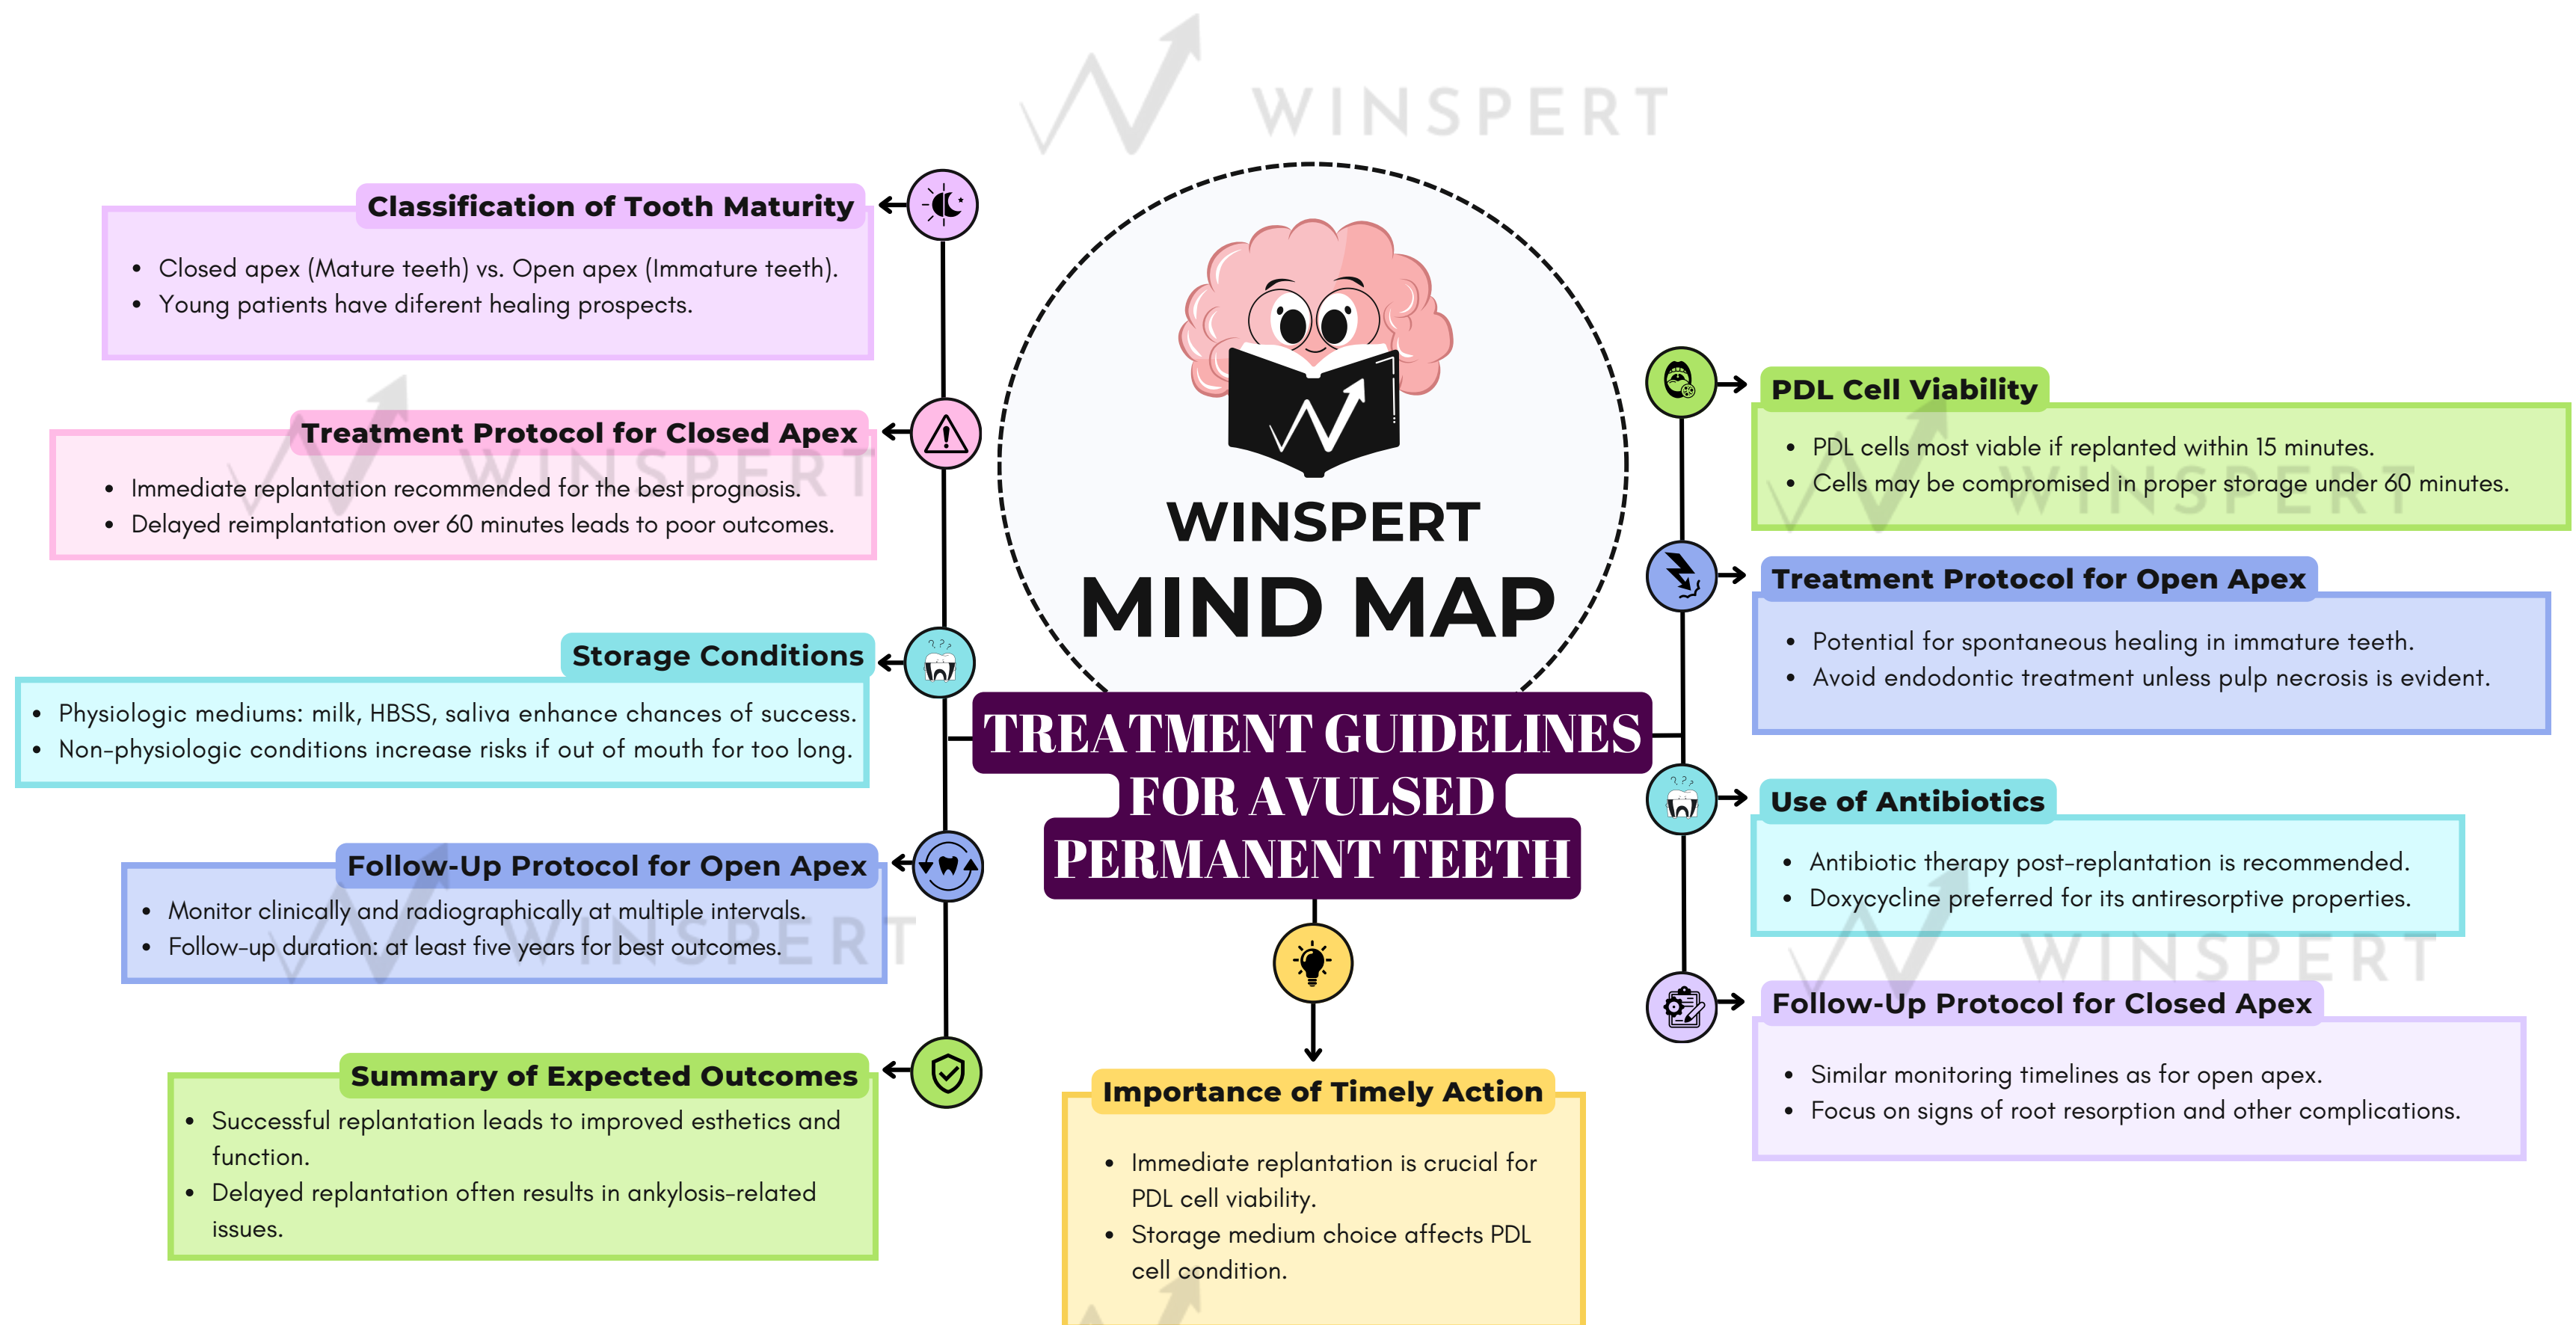 WINSPERT
Classification of Tooth Maturity
• Closed apex (Mature teeth) vs. Open apex (Immature teeth).
• Young patients have diferent healing prospects.
Treatment Protocol for Closed Apex
WINSPERT
• Immediate replantation recommended for the best prognosis.
• Delayed reimplantation over 60 minutes leads to poor outcomes.
Storage Conditions
• Physiologic mediums: milk, HBSS, saliva enhance chances of success.
• Non-physiologic conditions increase risks if out of mouth for too long.
Follow-Up Protocol for Open Apex
• Monitor clinically and radiographically at multiple intervals.
• Follow-up duration: at least five years for best outcomes.
WINSPERT
Summary of Expected Outcomes
• Successful replantation leads to improved esthetics and
function.
• Delayed replantation often results in ankylosis-related
issues.
WINSPERT
MIND MAP
TREATMENT GUIDELINES
FOR AVULSED
PERMANENT TEETH
Importance of Timely Action
• Immediate replantation is crucial for
PDL cell viability.
• Storage medium choice affects PDL
cell condition.
PDL Cell Viability
• PDL cells most viable if replanted within 15 minutes.
• Cells may be compromised in proper storage under 60 minutes.
WINSPERT
Treatment Protocol for Open Apex
• Potential for spontaneous healing in immature teeth.
• Avoid endodontic treatment unless pulp necrosis is evident.
Use of Antibiotics
• Antibiotic therapy post-replantation is recommended.
• Doxycycline preferred for its antiresorptive properties.
WINSPERT
Follow-Up Protocol for Closed Apex
• Similar monitoring timelines as for open apex.
• Focus on signs of root resorption and other complications.